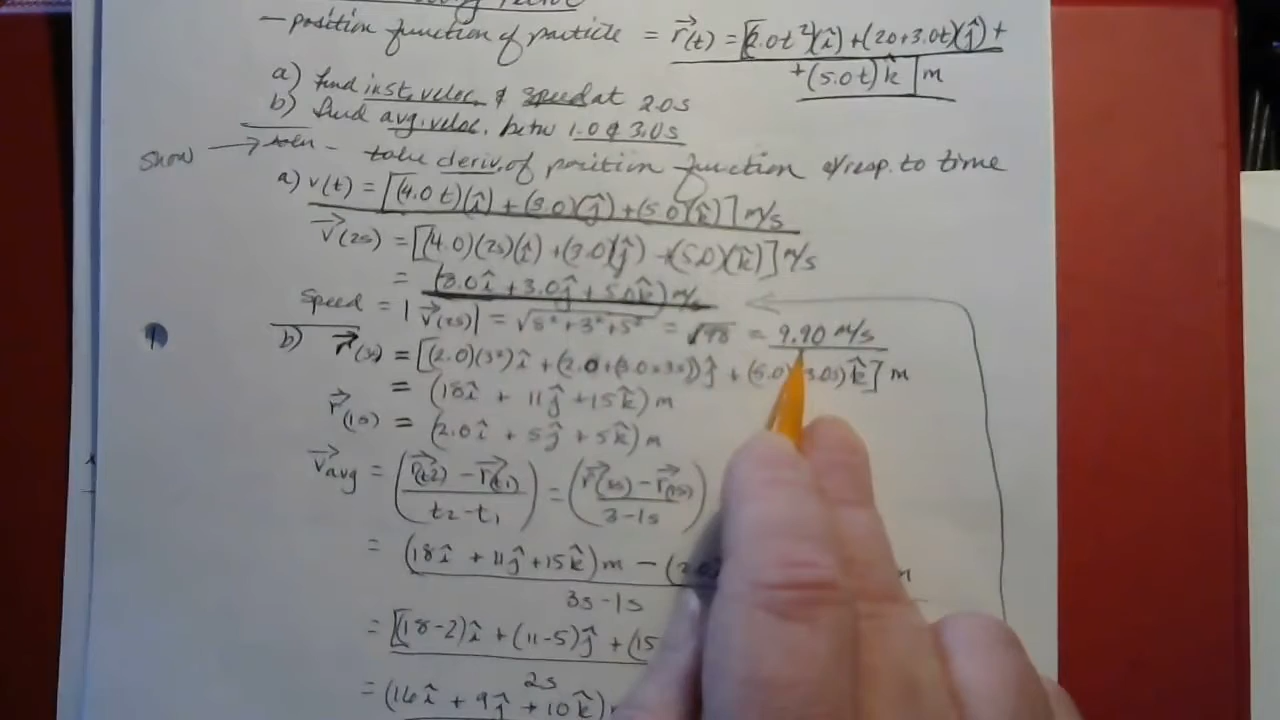 — position function of particle = r⃗(t) = [2.0t²(î) + (2.0+3.0t)(ĵ) +
+ (5.0t) k̂] m
a) find inst. veloc. & speed at 2.0s
b) find avg. veloc. betw 1.0 & 3.0s
Show → soln - take deriv. of position function w/resp. to time
a) v(t) = [(4.0t)(î) + (3.0)(ĵ) + (5.0)(k̂)] m/s
v⃗(2s) = [(4.0)(2s)(î) + (3.0)(ĵ) + (5.0)(k̂)] m/s
= (8.0î + 3.0ĵ + 5.0k̂) m/s
speed = |v⃗(2s)| = √8²+3²+5² = √98 = 9.90 m/s
b) r⃗(3s) = [(2.0)(3²)î + (2.0+(3.0×3s))ĵ + (5.0 3.0s) k̂] m
= (18î + 11ĵ + 15k̂) m
r⃗(1s) = (2.0î + 5ĵ + 5k̂) m
v⃗avg = (r⃗(t2) − r⃗(t1) / t2 − t1) = (r⃗(3s) − r⃗(1s) / 3 − 1s)
= (18î + 11ĵ + 15k̂) m − (2.0 m
3s − 1s
= [(18−2)î + (11−5)ĵ + (15
2s
= (16î + 9ĵ + 10k̂)